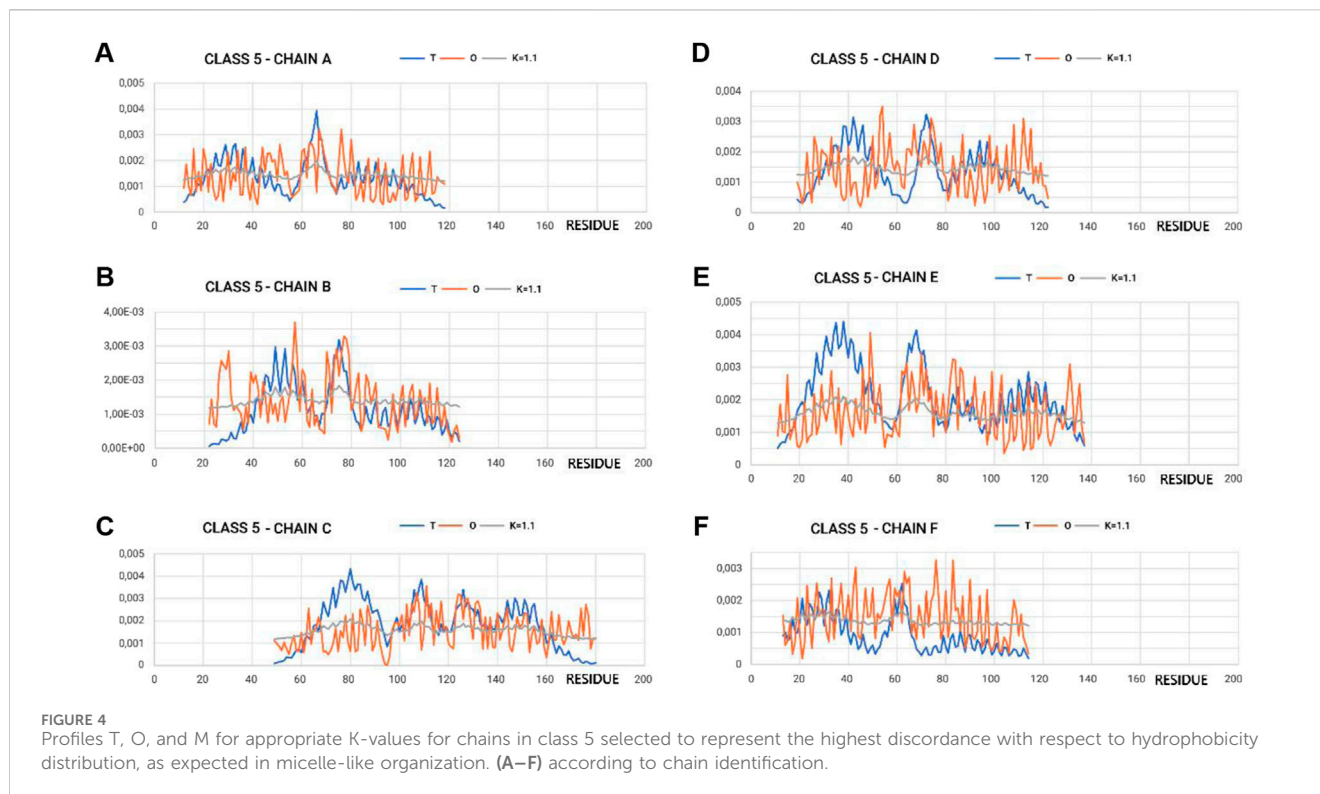 A
CLASS 5 - CHAIN A
T O K=1.1
0,005
0,004
0,003
0,002
0,001
0
0 20 40 60 80 100 120 140 160 180 200
RESIDUE
B
CLASS 5 - CHAIN B
T O K=1.1
4,00E-03
3,00E-03
2,00E-03
1,00E-03
0,00E+00
0 20 40 60 80 100 120 140 160 180 200
RESIDUE
C
CLASS 5 - CHAIN C
T O K=1.1
0,005
0,004
0,003
0,002
0,001
0
0 20 40 60 80 100 120 140 160 180 200
RESIDUE
D
CLASS 5 - CHAIN D
T O K=1.1
0,004
0,003
0,002
0,001
0
0 20 40 60 80 100 120 140 160 180 200
RESIDUE
E
CLASS 5 - CHAIN E
T O K=1.1
0,005
0,004
0,003
0,002
0,001
0
0 20 40 60 80 100 120 140 160 180 200
RESIDUE
F
CLASS 5 - CHAIN F
T O K=1.1
0,003
0,002
0,001
0
0 20 40 60 80 100 120 140 160 180 200
RESIDUE
FIGURE 4
Profiles T, O, and M for appropriate K-values for chains in class 5 selected to represent the highest discordance with respect to hydrophobicity
distribution, as expected in micelle-like organization. (A–F) according to chain identification.